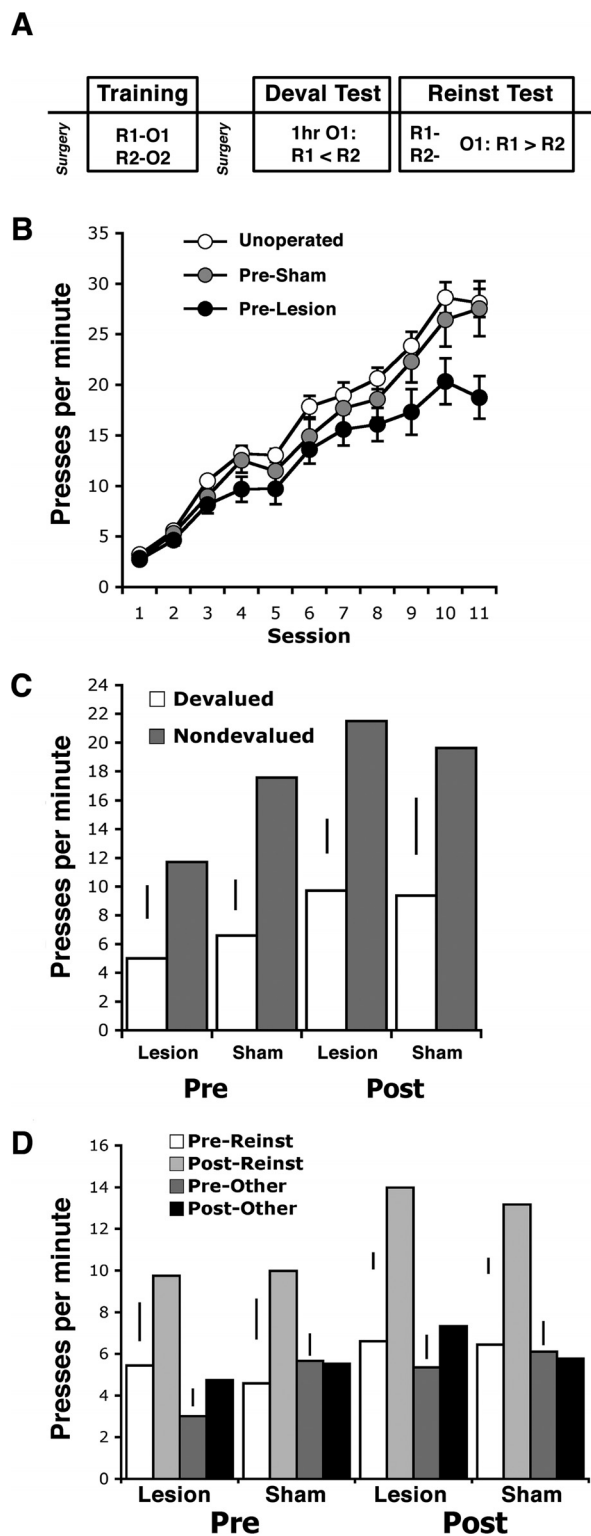 A
Training
Deval Test
Reinst Test
Surgery
R1-O1
R2-O2
Surgery
1hr O1:
R1 < R2
R1-
R2-
O1: R1 > R2
B
35
30
25
20
15
10
5
0
Presses per minute
Unoperated
Pre-Sham
Pre-Lesion
1 2 3 4 5 6 7 8 9 10 11
Session
C
24
22
20
18
16
14
12
10
8
6
4
2
0
Presses per minute
Devalued
Nondevalued
Lesion Sham Lesion Sham
Pre Post
D
16
14
12
10
8
6
4
2
0
Presses per minute
Pre-Reinst
Post-Reinst
Pre-Other
Post-Other
Lesion Sham Lesion Sham
Pre Post